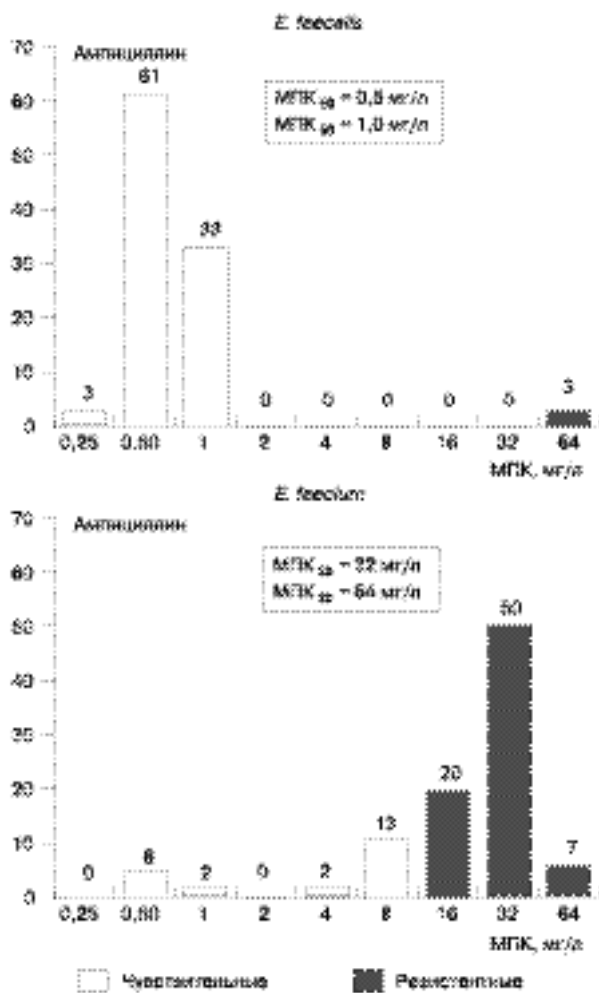 E. faecalis
70
Ампициллин
61
60
МПК50 = 0,5 мг/л
МПК90 = 1,0 мг/л
50
40
33
30
20
10
3
0 0 0 0 0
3
0
0,25 0,50 1 2 4 8 16 32 64
МПК, мг/л
E. faecium
70
Ампициллин
60
МПК50 = 32 мг/л
МПК90 = 64 мг/л
50
50
40
30
20
20
13
10
0 6 2 0 2
7
0
0,25 0,50 1 2 4 8 16 32 64
МПК, мг/л
Чувствительные Резистентные